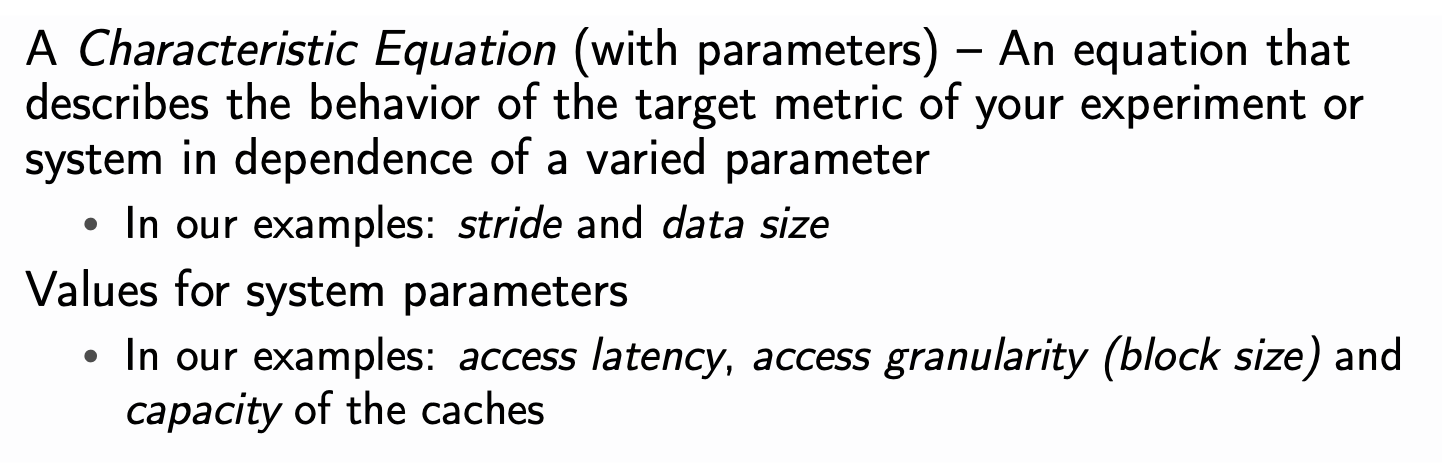 A Characteristic Equation (with parameters) – An equation that
describes the behavior of the target metric of your experiment or
system in dependence of a varied parameter
• In our examples: stride and data size
Values for system parameters
• In our examples: access latency, access granularity (block size) and
capacity of the caches